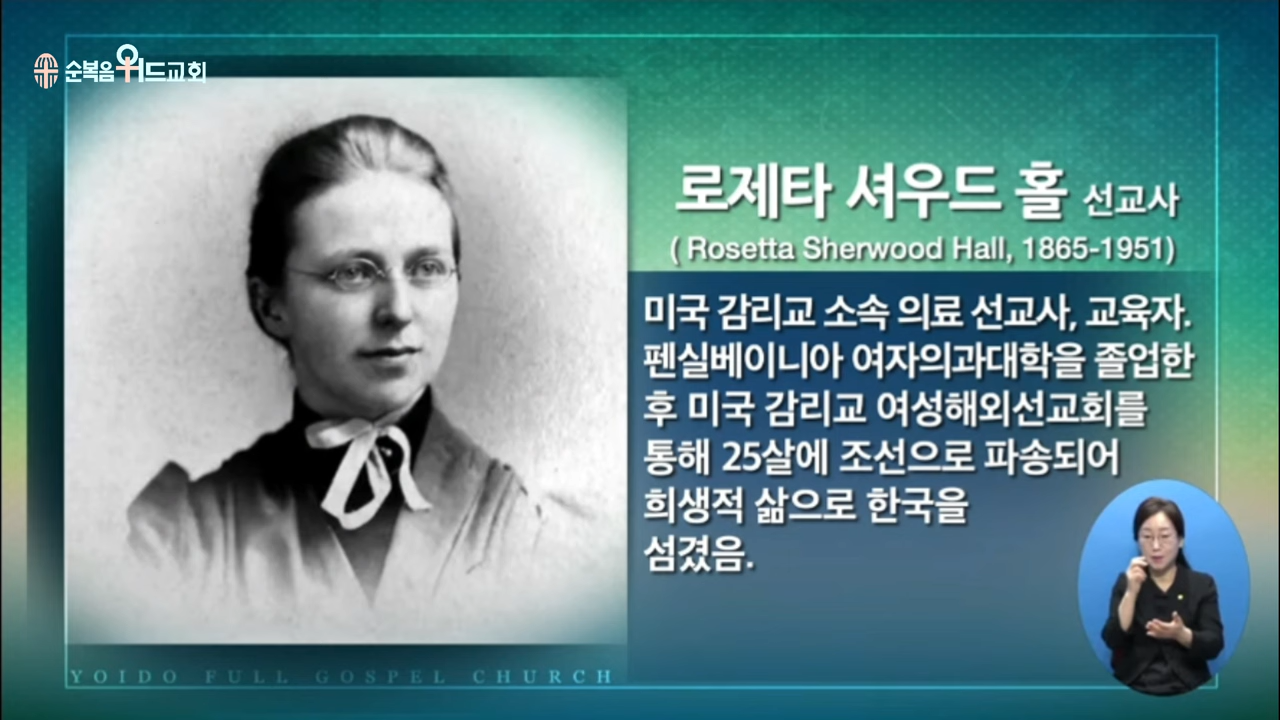 순복음위드교회
로제타 셔우드 홀 선교사
( Rosetta Sherwood Hall, 1865-1951)
미국 감리교 소속 의료 선교사, 교육자.
펜실베이니아 여자의과대학을 졸업한
후 미국 감리교 여성해외선교회를
통해 25살에 조선으로 파송되어
희생적 삶으로 한국을
섬겼음.
YOIDO FULL GOSPEL CHURCH